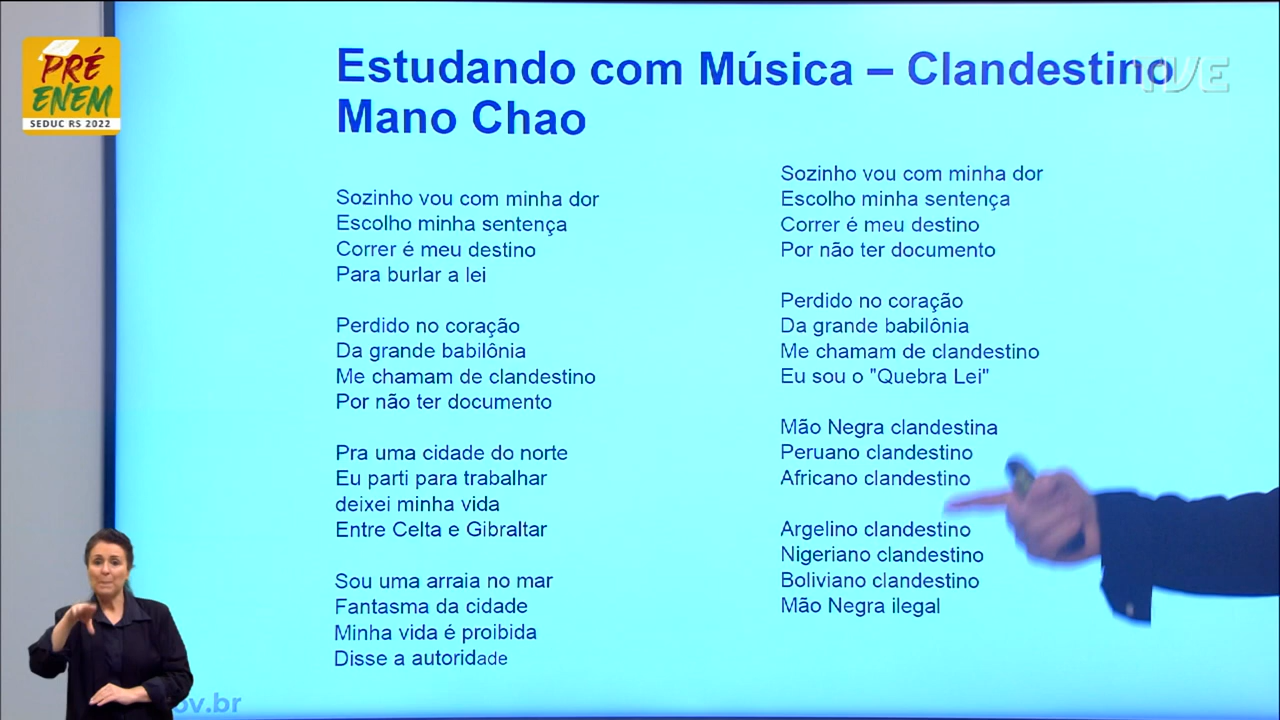 PRÉ
ENEM
SEDUC RS 2022
TVE
Estudando com Música – Clandestino
Mano Chao
Sozinho vou com minha dor
Escolho minha sentença
Correr é meu destino
Para burlar a lei
Perdido no coração
Da grande babilônia
Me chamam de clandestino
Por não ter documento
Pra uma cidade do norte
Eu parti para trabalhar
deixei minha vida
Entre Celta e Gibraltar
Sou uma arraia no mar
Fantasma da cidade
Minha vida é proibida
Disse a autoridade
Sozinho vou com minha dor
Escolho minha sentença
Correr é meu destino
Por não ter documento
Perdido no coração
Da grande babilônia
Me chamam de clandestino
Eu sou o "Quebra Lei"
Mão Negra clandestina
Peruano clandestino
Africano clandestino
Argelino clandestino
Nigeriano clandestino
Boliviano clandestino
Mão Negra ilegal
ov.br